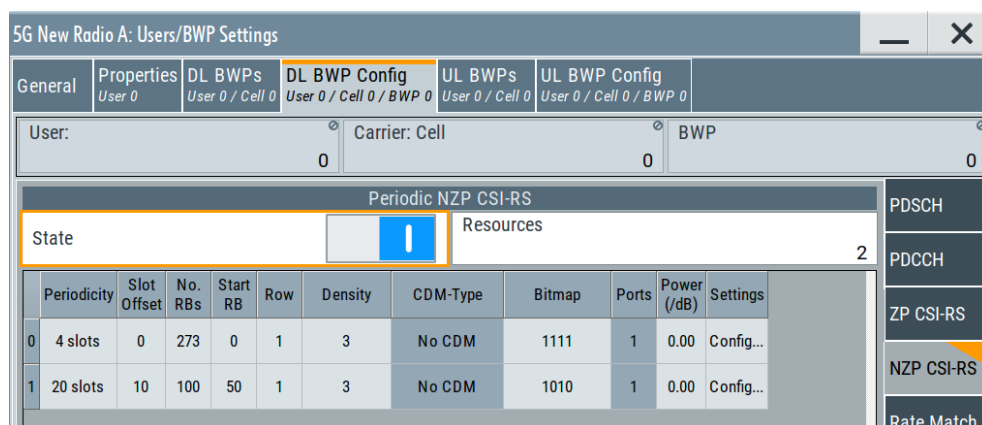 5G New Radio A: Users/BWP Settings
General
Properties
User 0
DL BWPs
User 0 / Cell 0
DL BWP Config
User 0 / Cell 0 / BWP 0
UL BWPs
User 0 / Cell 0
UL BWP Config
User 0 / Cell 0 / BWP 0
User:
0
Carrier: Cell
0
BWP
0
Periodic NZP CSI-RS
State
Resources
2
Periodicity Slot Offset No. RBs Start RB Row Density CDM-Type Bitmap Ports Power (/dB) Settings
0 4 slots 0 273 0 1 3 No CDM 1111 1 0.00 Config...
1 20 slots 10 100 50 1 3 No CDM 1010 1 0.00 Config...
PDSCH
PDCCH
ZP CSI-RS
NZP CSI-RS
Rate Match